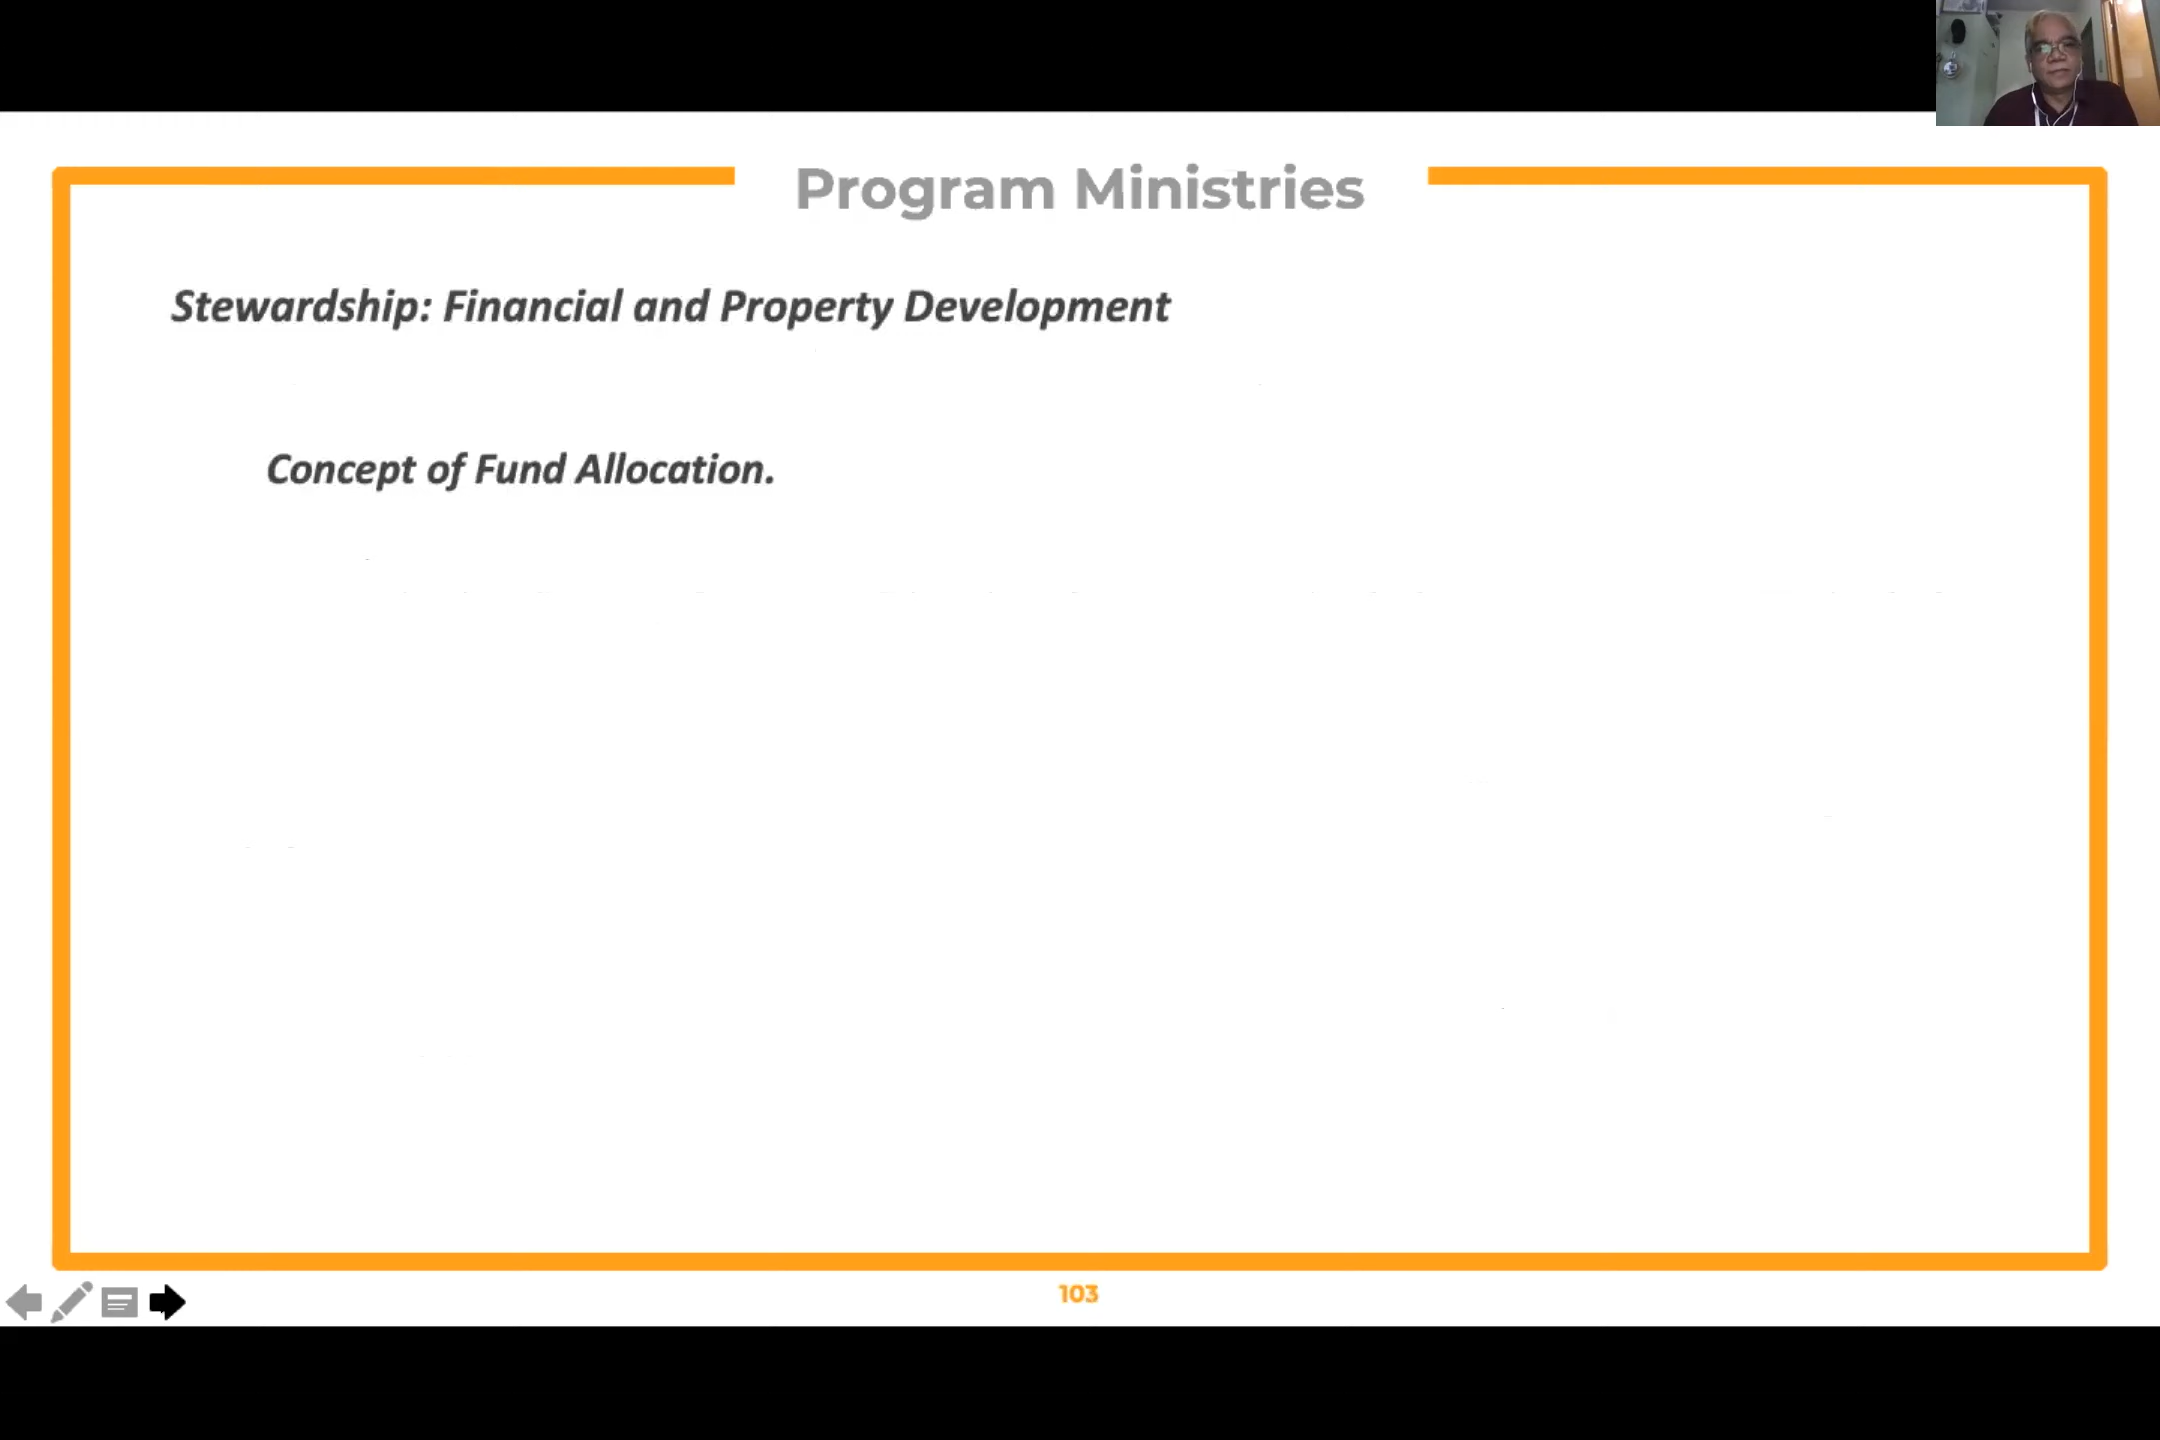 Program Ministries
Stewardship: Financial and Property Development
Concept of Fund Allocation.
103